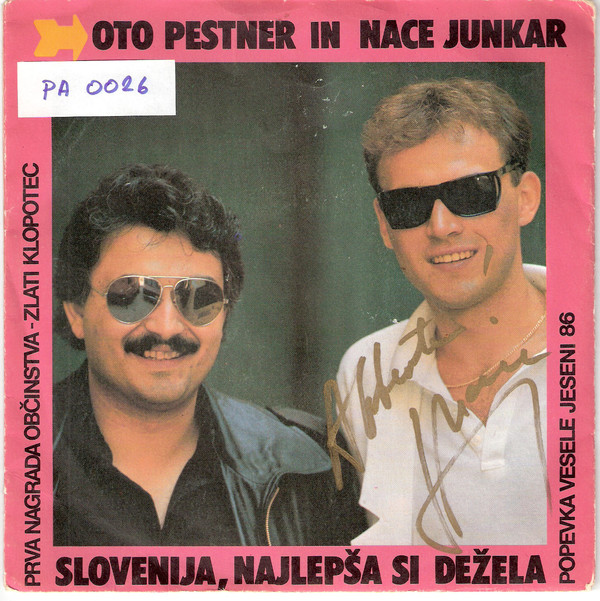 OTO PESTNER IN NACE JUNKAR
PA 0026
PRVA NAGRADA OBČINSTVA - ZLATI KLOPOTEC
POPEVKA VESELE JESENI 86
SLOVENIJA, NAJLEPŠA SI DEŽELA